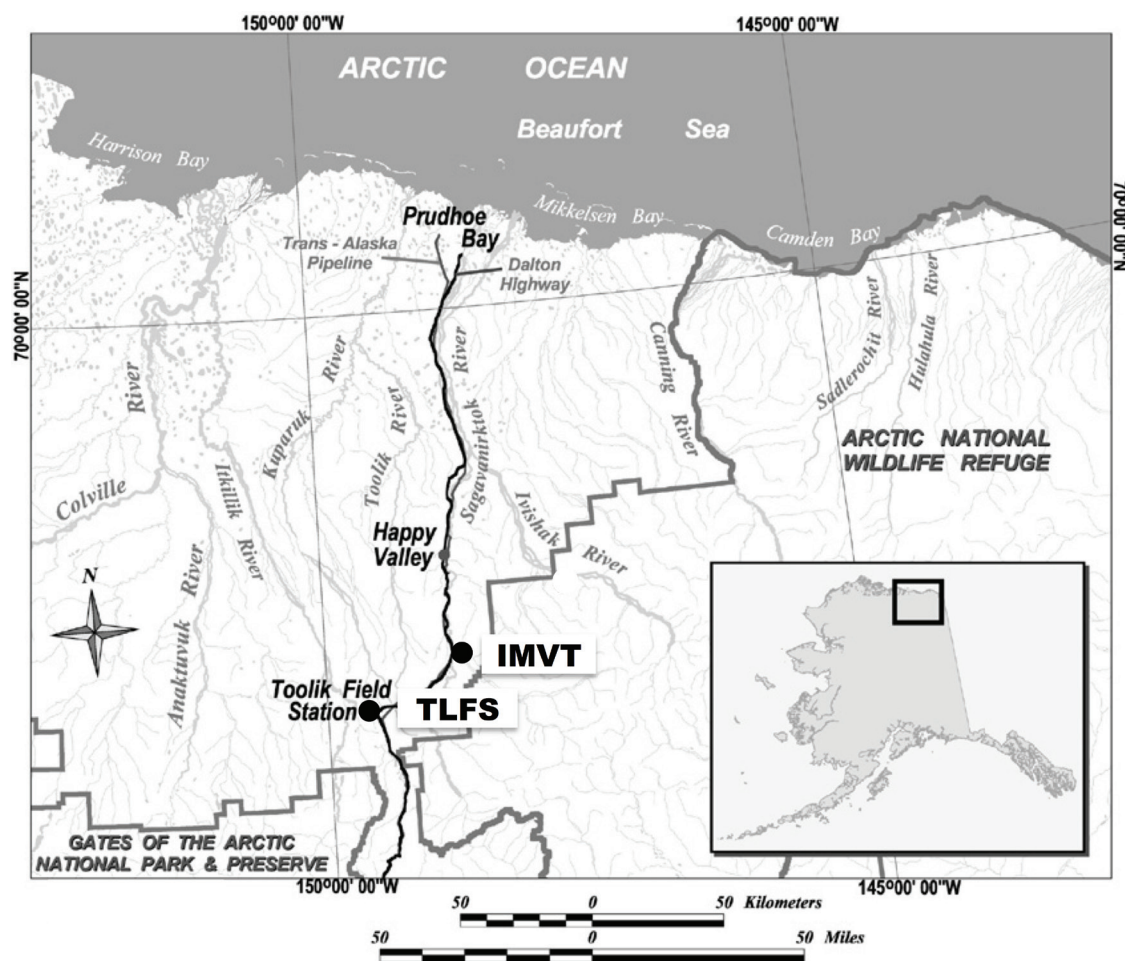 150º00' 00"W
145º00' 00"W
ARCTIC OCEAN
Beaufort Sea
Harrison Bay
Prudhoe
Bay
Mikkelsen Bay
Camden Bay
70º00' 00"N
Trans - Alaska
Pipeline
Dalton
Highway
70º00' 00"N
River
Kuparuk River
Toolik River
Sagavanirktok River
Canning River
Sadlerochit River
Hulahula River
ARCTIC NATIONAL
WILDLIFE REFUGE
Colville
Itkillik River
Ivishak River
Happy
Valley
Anaktuvuk River
N
IMVT
Toolik Field
Station
TLFS
GATES OF THE ARCTIC
NATIONAL PARK & PRESERVE
150º00' 00"W
145º00' 00"W
50 0 50 Kilometers
50 0 50 Miles